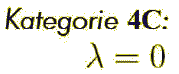 Kategorie 4C:
λ = 0